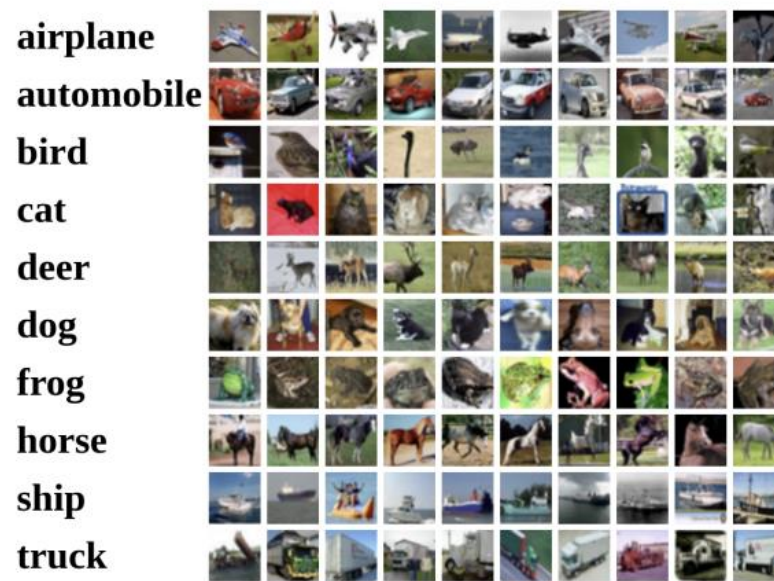 airplane
automobile
bird
cat
deer
dog
frog
horse
ship
truck